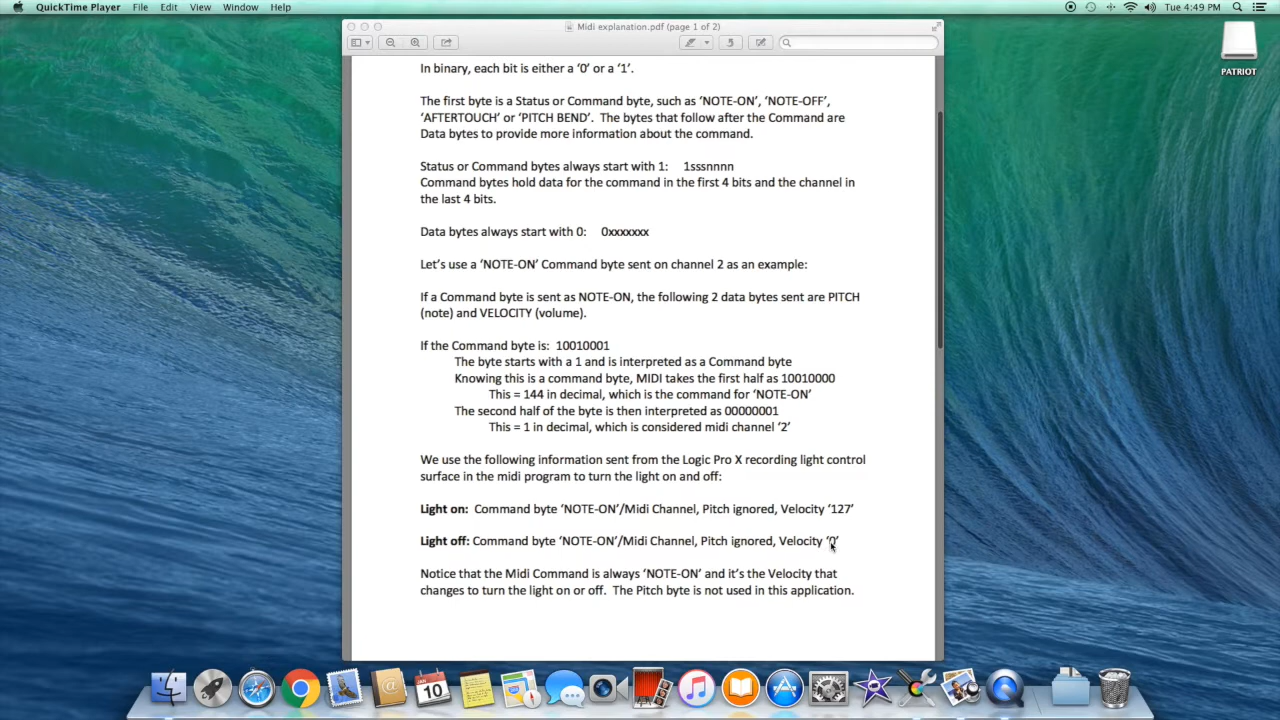 QuickTime Player File Edit View Window Help Tue 4:49 PM
Midi explanation.pdf (page 1 of 2)
PATRIOT
In binary, each bit is either a ‘0’ or a ‘1’.
The first byte is a Status or Command byte, such as ‘NOTE-ON’, ‘NOTE-OFF’,
‘AFTERTOUCH’ or ‘PITCH BEND’. The bytes that follow after the Command are
Data bytes to provide more information about the command.
Status or Command bytes always start with 1: 1sssnnnn
Command bytes hold data for the command in the first 4 bits and the channel in
the last 4 bits.
Data bytes always start with 0: 0xxxxxxx
Let’s use a ‘NOTE-ON’ Command byte sent on channel 2 as an example:
If a Command byte is sent as NOTE-ON, the following 2 data bytes sent are PITCH
(note) and VELOCITY (volume).
If the Command byte is: 10010001
The byte starts with a 1 and is interpreted as a Command byte
Knowing this is a command byte, MIDI takes the first half as 10010000
This = 144 in decimal, which is the command for ‘NOTE-ON’
The second half of the byte is then interpreted as 00000001
This = 1 in decimal, which is considered midi channel ‘2’
We use the following information sent from the Logic Pro X recording light control
surface in the midi program to turn the light on and off:
Light on: Command byte ‘NOTE-ON’/Midi Channel, Pitch ignored, Velocity ‘127’
Light off: Command byte ‘NOTE-ON’/Midi Channel, Pitch ignored, Velocity ‘0’
Notice that the Midi Command is always ‘NOTE-ON’ and it’s the Velocity that
changes to turn the light on or off. The Pitch byte is not used in this application.
JAN
10